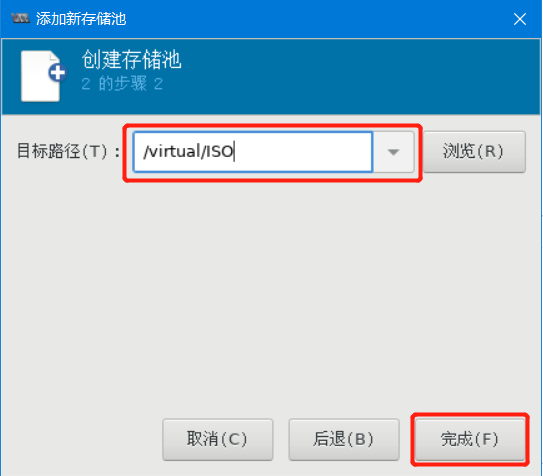 添加新存储池
创建存储池
2 的步骤 2
目标路径(T)：
/virtual/ISO
浏览(R)
取消(C)
后退(B)
完成(F)